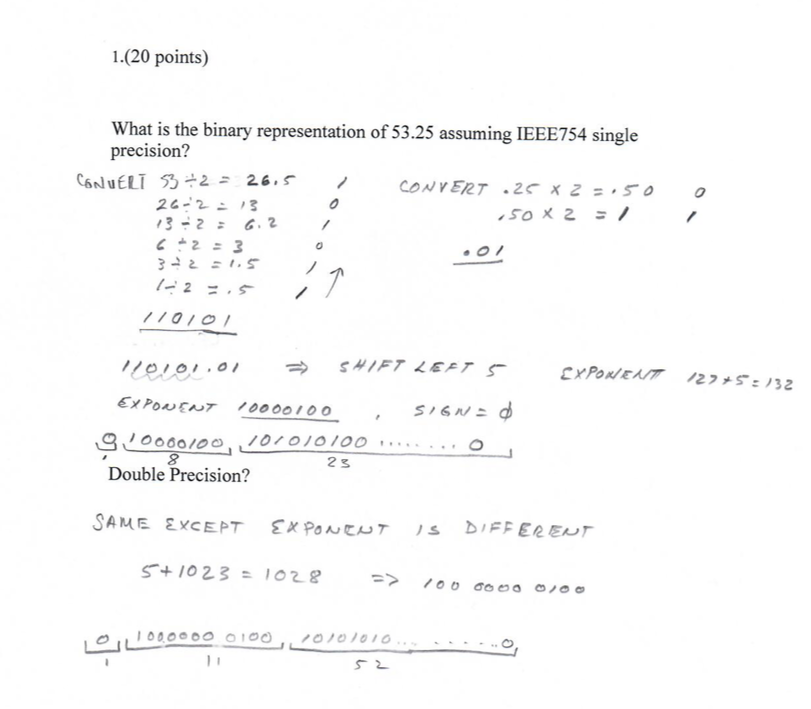 1.(20 points)
What is the binary representation of 53.25 assuming IEEE754 single
precision?
CONVERT 53÷2 = 26.5 1
26÷2 = 13 0
13÷2 = 6.2 1
6÷2 = 3 0
3÷2 = 1.5 1
1÷2 = .5 1 ↑
110101
CONVERT .25 X 2 = .50 0
.50 X 2 = 1 1
.01
110101.01 ⇒ SHIFT LEFT 5 EXPONENT 127+5=132
EXPONENT 10000100 , SIGN = ϕ
0 10000100 101010100 ........ 0
1 8 23
Double Precision?
SAME EXCEPT EXPONENT IS DIFFERENT
5+1023 = 1028 => 100 0000 0100
0 1000000 0100 10101010... ......0
1 11 52